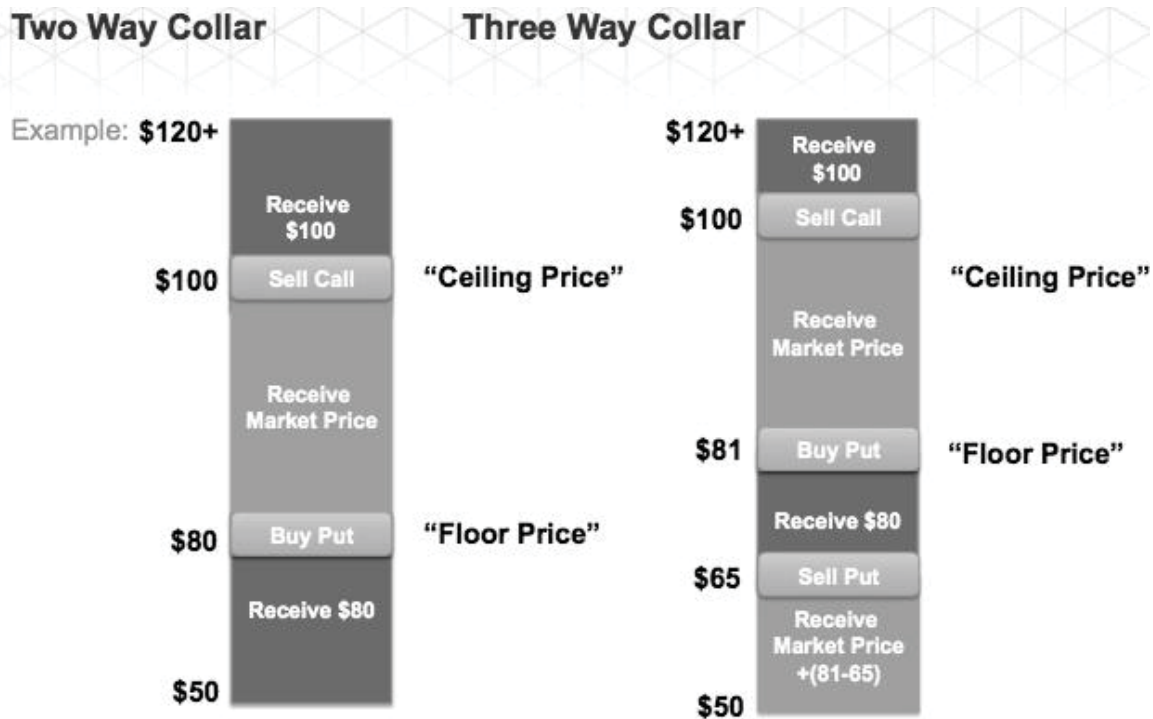 Two Way Collar
Three Way Collar
Example: $120+
Receive
$100
$100
Sell Call
“Ceiling Price”
Receive
Market Price
$80
Buy Put
“Floor Price”
Receive $80
$50
$120+
Receive
$100
$100
Sell Call
“Ceiling Price”
Receive
Market Price
$81
Buy Put
“Floor Price”
Receive $80
$65
Sell Put
Receive
Market Price
+(81-65)
$50